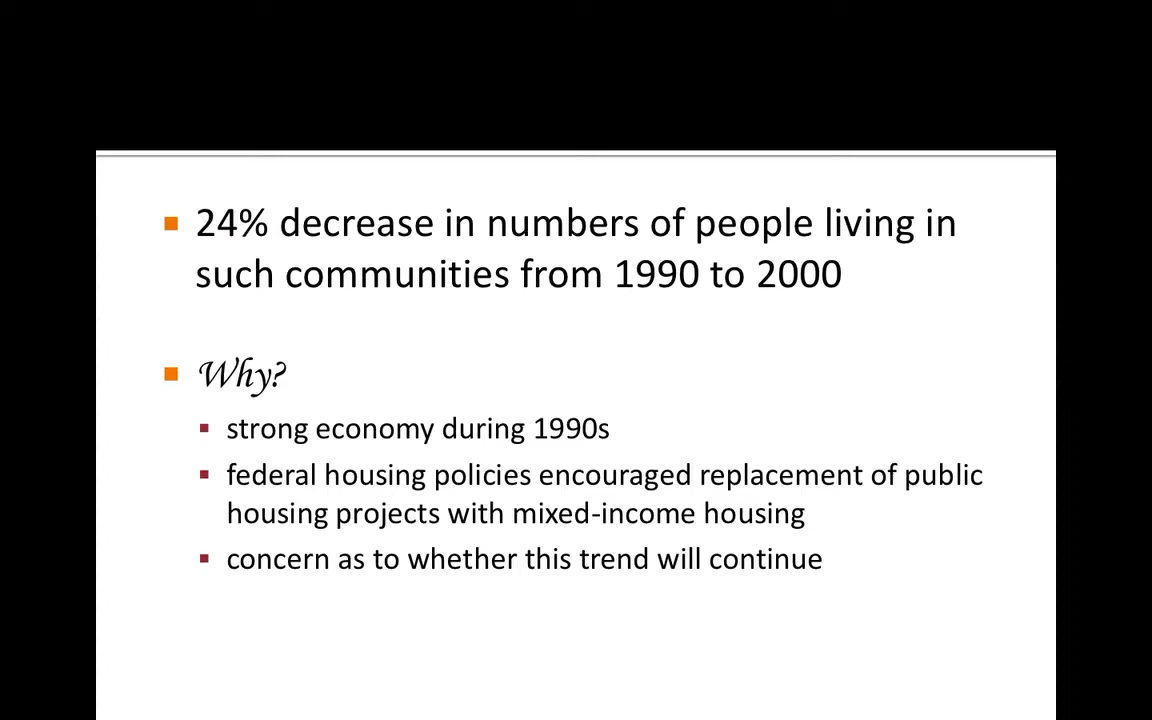 24% decrease in numbers of people living in
such communities from 1990 to 2000
Why?
strong economy during 1990s
federal housing policies encouraged replacement of public
housing projects with mixed-income housing
concern as to whether this trend will continue